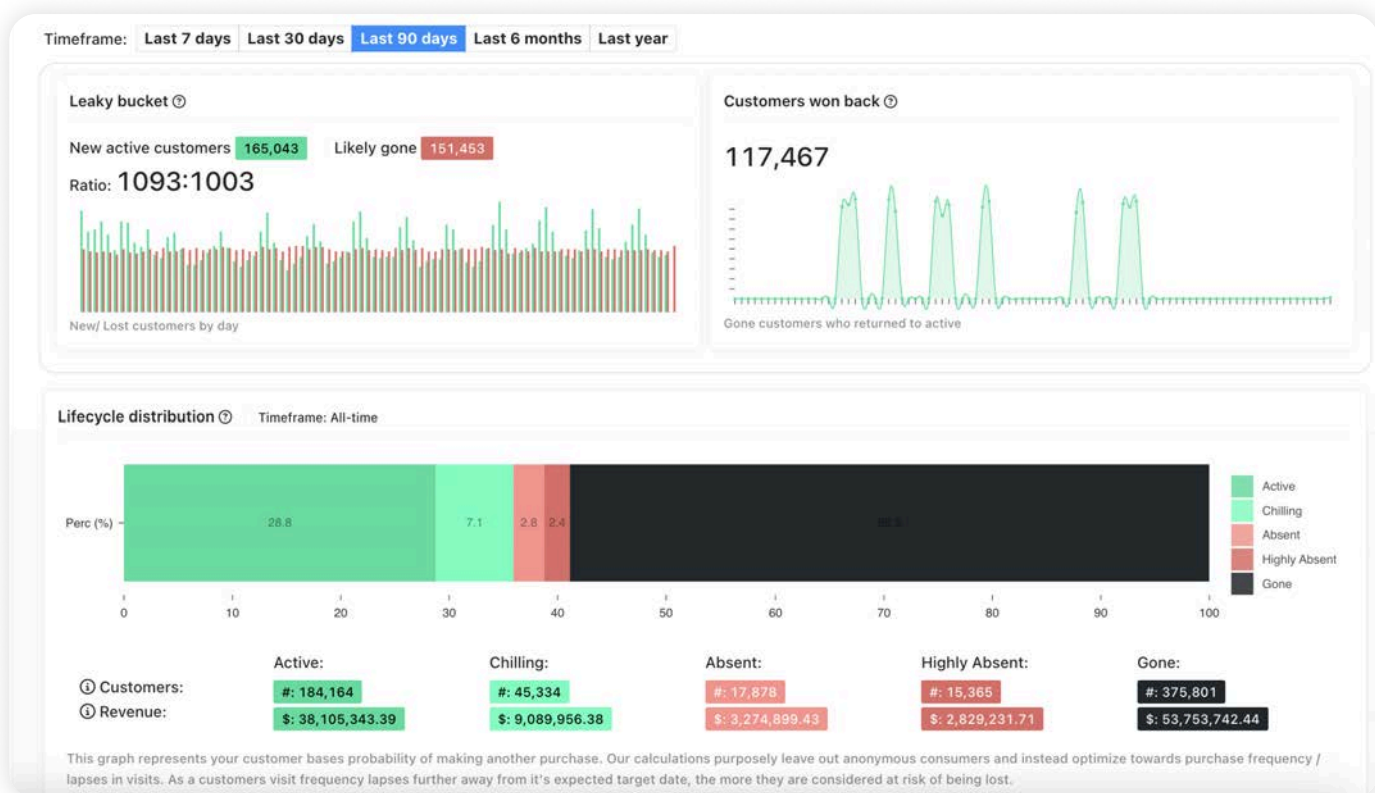 Timeframe: Last 7 days Last 30 days Last 90 days Last 6 months Last year
Leaky bucket
New active customers 165,043 Likely gone 151,453
Ratio: 1093:1003
New/ Lost customers by day
Customers won back
117,467
Gone customers who returned to active
Lifecycle distribution Timeframe: All-time
Perc (%)
28.8 7.1 2.8 2.4
0 10 20 30 40 50 60 70 80 90 100
Active
Chilling
Absent
Highly Absent
Gone
Active: Chilling: Absent: Highly Absent: Gone:
Customers: #: 184,164 #: 45,334 #: 17,878 #: 15,365 #: 375,801
Revenue: $: 38,105,343.39 $: 9,089,956.38 $: 3,274,899.43 $: 2,829,231.71 $: 53,753,742.44
This graph represents your customer bases probability of making another purchase. Our calculations purposely leave out anonymous consumers and instead optimize towards purchase frequency /
lapses in visits. As a customers visit frequency lapses further away from it's expected target date, the more they are considered at risk of being lost.